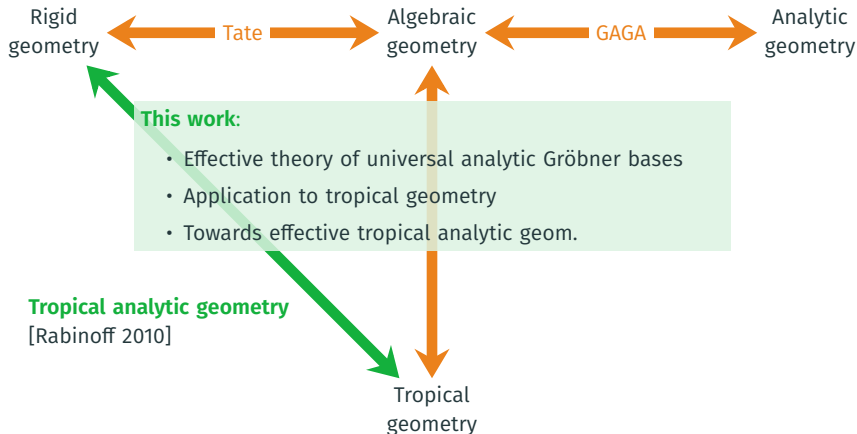 Rigid
geometry
Tate
Algebraic
geometry
GAGA
Analytic
geometry
This work:
• Effective theory of universal analytic Gröbner bases
• Application to tropical geometry
• Towards effective tropical analytic geom.
Tropical analytic geometry
[Rabinoff 2010]
Tropical
geometry